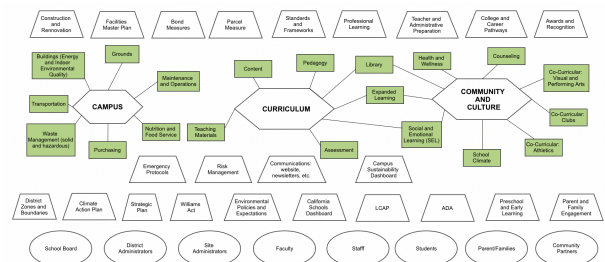 Construction
and
Rennovation
Facilities
Master Plan
Bond
Measures
Parcel
Measure
Standards
and
Frameworks
Professional
Learning
Teacher and
Administrative
Preparation
College and
Career
Pathways
Awards and
Recognition
Buildings (Energy
and Indoor
Environmental
Quality)
Grounds
Maintenance
and Operations
Transportation
CAMPUS
Waste
Management (solid
and hazardous)
Purchasing
Nutrition and
Food Service
Content
Pedagogy
Library
CURRICULUM
Expanded
Learning
Teaching
Materials
Assessment
Social and
Emotional
Learning (SEL)
Health and
Wellness
Counseling
COMMUNITY
AND
CULTURE
Co-Curricular:
Visual and
Performing Arts
Co-Curricular:
Clubs
Co-Curricular:
Athletics
School
Climate
Emergency
Protocols
Risk
Management
Communications:
website,
newsletters, etc.
Campus
Sustainability
Dashboard
District
Zones and
Boundaries
Climate
Action Plan
Strategic
Plan
Williams
Act
Environmental
Policies and
Expectations
California
Schools
Dashboard
LCAP
ADA
Preschool and
Early
Learning
Parent and
Family
Engagement
School Board
District
Administrators
Site
Administrators
Faculty
Stafff
Students
Parent/Families
Community
Partners